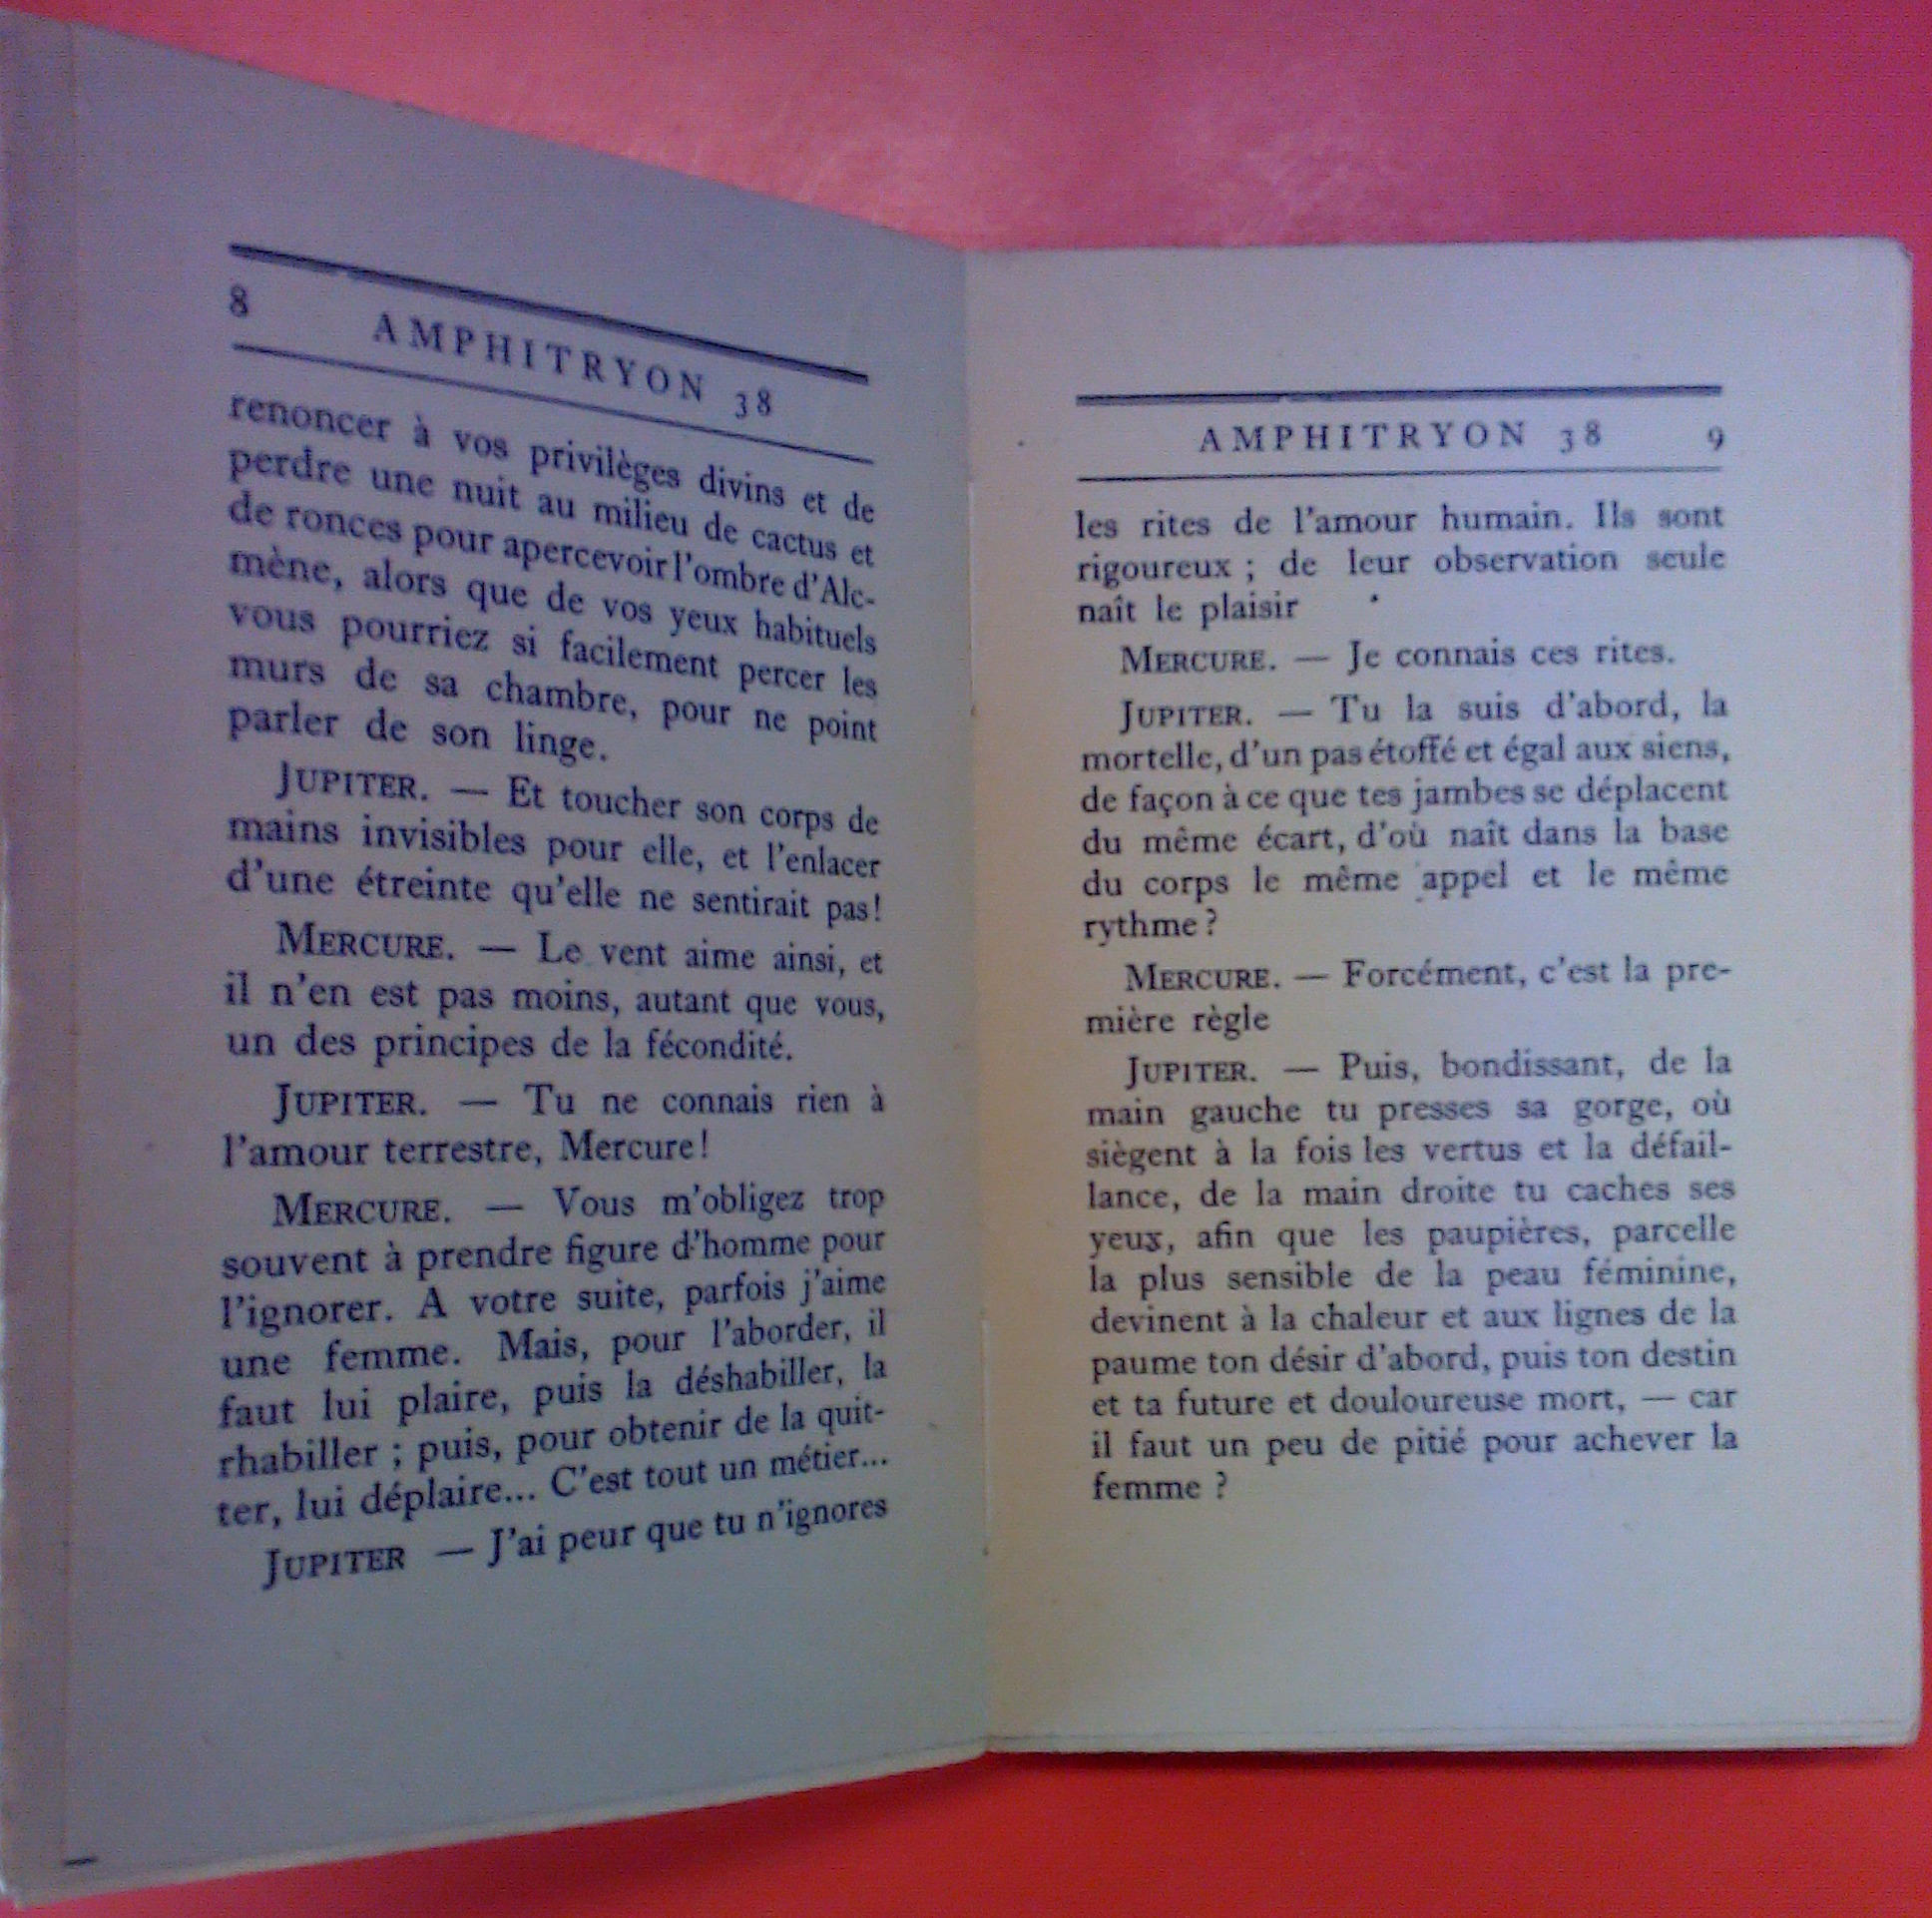 8
AMPHITRYON 38
renoncer à vos privilèges divins et de
perdre une nuit au milieu de cactus et
de ronces pour apercevoir l'ombre d'Alc-
mène, alors que de vos yeux habituels
vous pourriez si facilement percer les
murs de sa chambre, pour ne point
parler de son linge.
JUPITER. — Et toucher son corps de
mains invisibles pour elle, et l'enlacer
d'une étreinte qu'elle ne sentirait pas!
MERCURE. — Le vent aime ainsi, et
il n'en est pas moins, autant que vous,
un des principes de la fécondité.
JUPITER. — Tu ne connais rien à
l'amour terrestre, Mercure!
MERCURE. — Vous m'obligez trop
souvent à prendre figure d'homme pour
l'ignorer. A votre suite, parfois j'aime
une femme. Mais, pour l'aborder, il
faut lui plaire, puis la déshabiller, la
rhabiller ; puis, pour obtenir de la quit-
ter, lui déplaire... C'est tout un métier...
JUPITER — J'ai peur que tu n'ignores
AMPHITRYON 38 9
les rites de l'amour humain. Ils sont
rigoureux ; de leur observation seule
naît le plaisir
MERCURE. — Je connais ces rites.
JUPITER. — Tu la suis d'abord, la
mortelle, d'un pas étoffé et égal aux siens,
de façon à ce que tes jambes se déplacent
du même écart, d'où naît dans la base
du corps le même appel et le même
rythme ?
MERCURE. — Forcément, c'est la pre-
mière règle
JUPITER. — Puis, bondissant, de la
main gauche tu presses sa gorge, où
siègent à la fois les vertus et la défail-
lance, de la main droite tu caches ses
yeux, afin que les paupières, parcelle
la plus sensible de la peau féminine,
devinent à la chaleur et aux lignes de la
paume ton désir d'abord, puis ton destin
et ta future et douloureuse mort, — car
il faut un peu de pitié pour achever la
femme ?